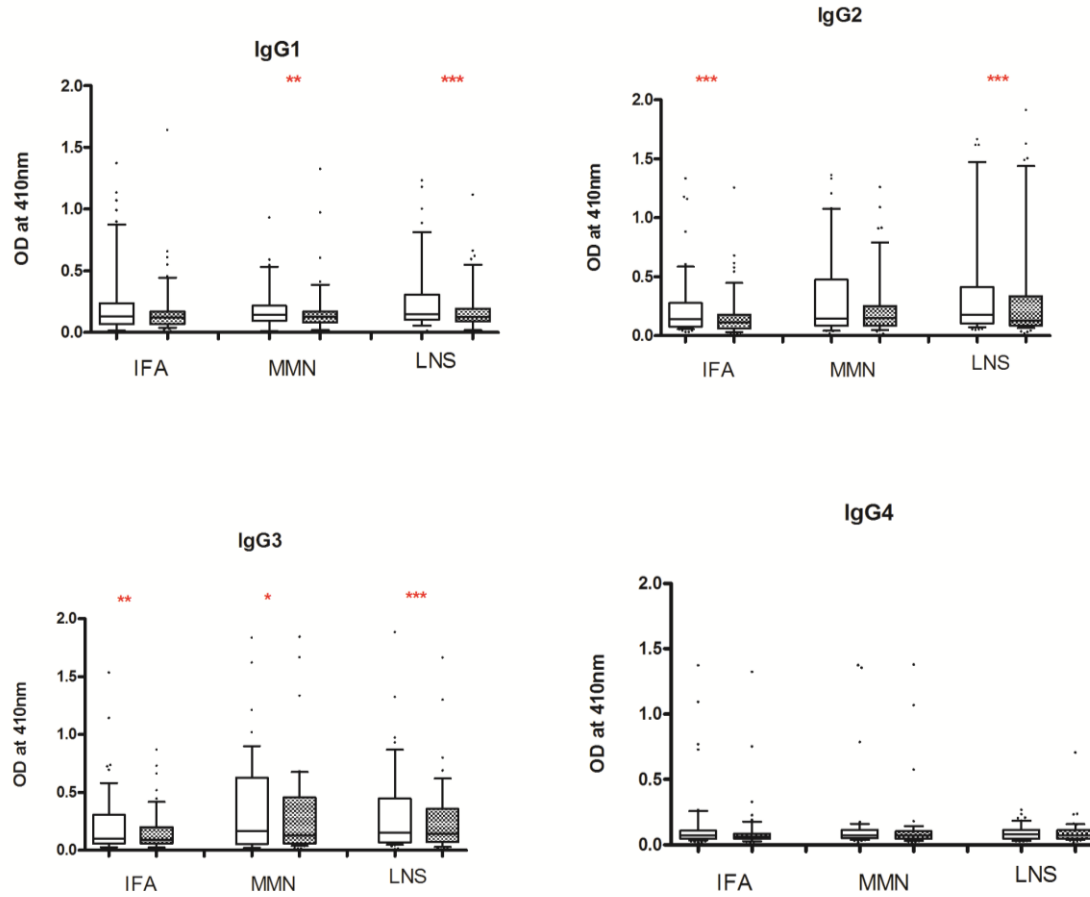 IgG1
** ***
2.0
1.5
1.0
0.5
0.0
OD at 410nm
IFA MMN LNS
IgG2
*** ***
2.0
1.5
1.0
0.5
0.0
OD at 410nm
IFA MMN LNS
IgG3
** * ***
2.0
1.5
1.0
0.5
0.0
OD at 410nm
IFA MMN LNS
IgG4
2.0
1.5
1.0
0.5
0.0
OD at 410nm
IFA MMN LNS